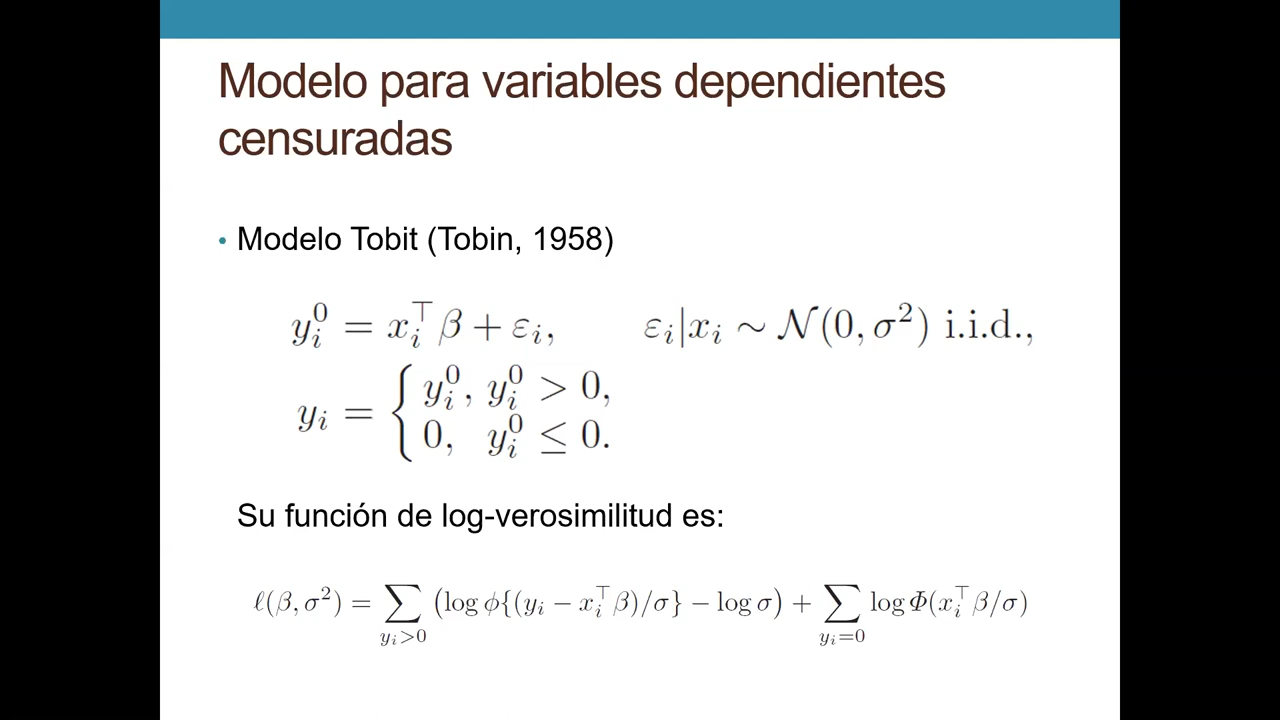 Modelo para variables dependientes
censuradas
• Modelo Tobit (Tobin, 1958)
y_i^0 = x_i^⊤ β + ε_i, ε_i|x_i ∼ 𝒩(0, σ²) i.i.d.,
y_i = { y_i^0, y_i^0 > 0,
0, y_i^0 ≤ 0.
Su función de log-verosimilitud es:
ℓ(β, σ²) = ∑_{y_i>0} (log ϕ{(y_i − x_i^⊤ β)/σ} − log σ) + ∑_{y_i=0} log Φ(x_i^⊤ β/σ)